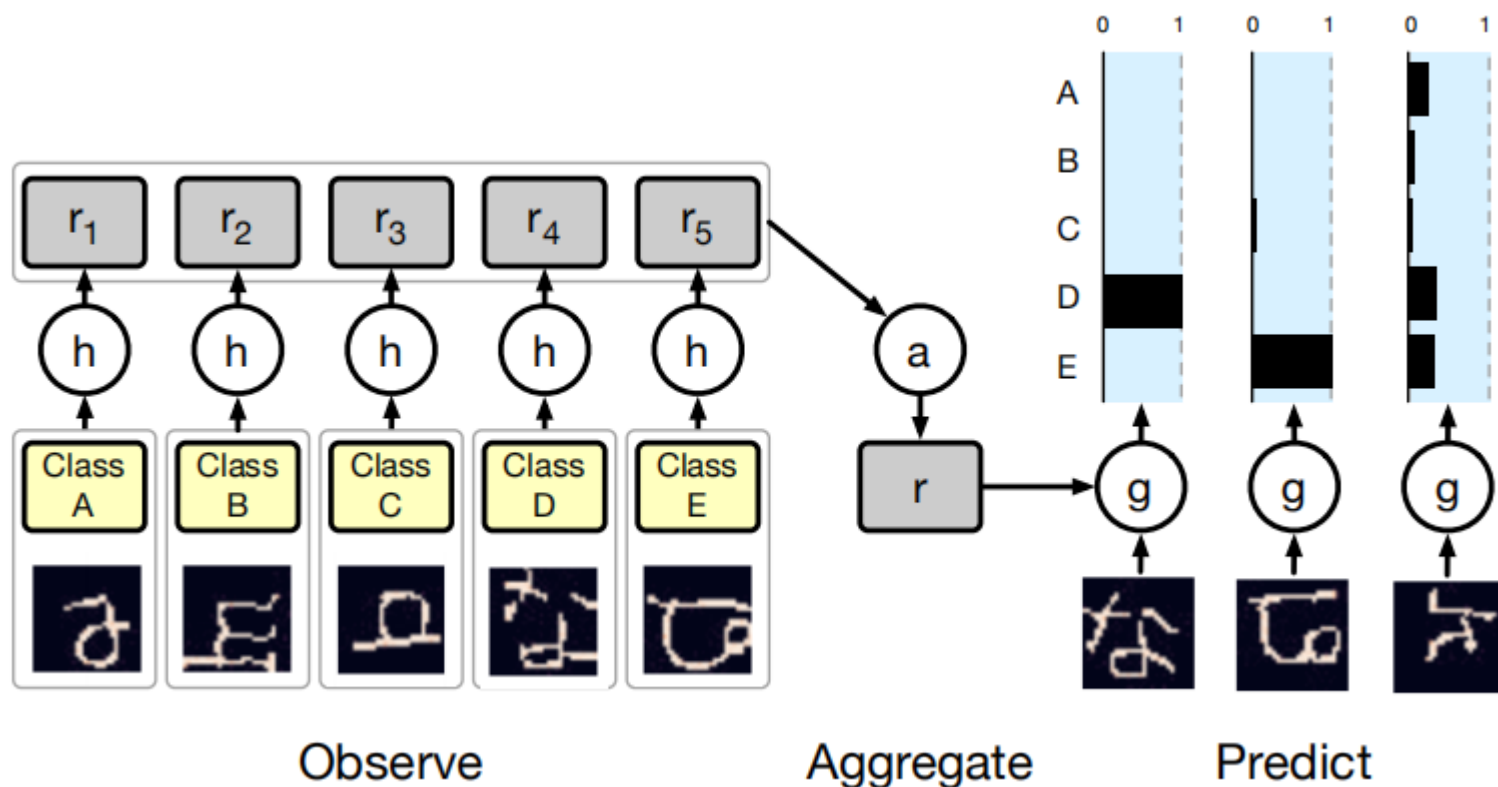 0 1 0 1 0 1
A
B
C
D
E
r1 r2 r3 r4 r5
h h h h h a
Class A Class B Class C Class D Class E
r g g g
Observe Aggregate Predict